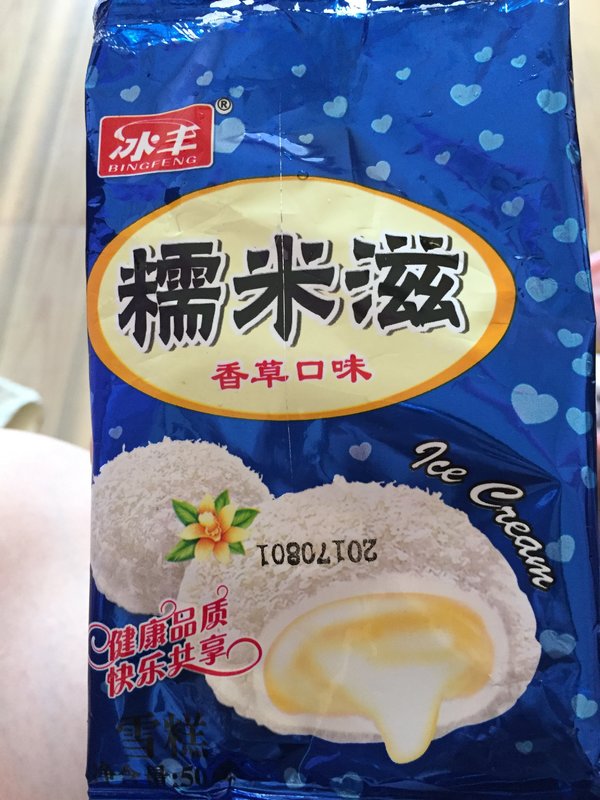 冰丰®
BINGFENG
糯米滋
香草口味
Ice Cream
20170801
健康品质
快乐共享
雪糕